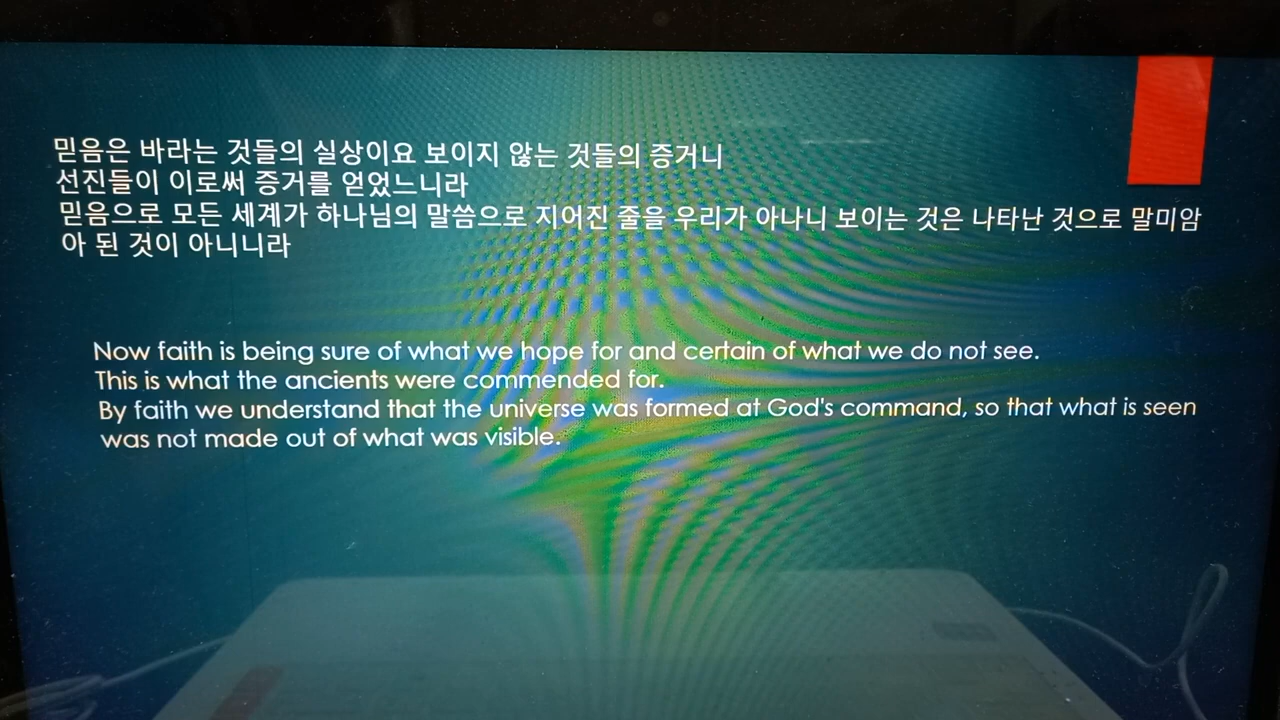 믿음은 바라는 것들의 실상이요 보이지 않는 것들의 증거니
선진들이 이로써 증거를 얻었느니라
믿음으로 모든 세계가 하나님의 말씀으로 지어진 줄을 우리가 아나니 보이는 것은 나타난 것으로 말미암
아 된 것이 아니니라
Now faith is being sure of what we hope for and certain of what we do not see.
This is what the ancients were commended for.
By faith we understand that the universe was formed at God's command, so that what is seen
was not made out of what was visible.